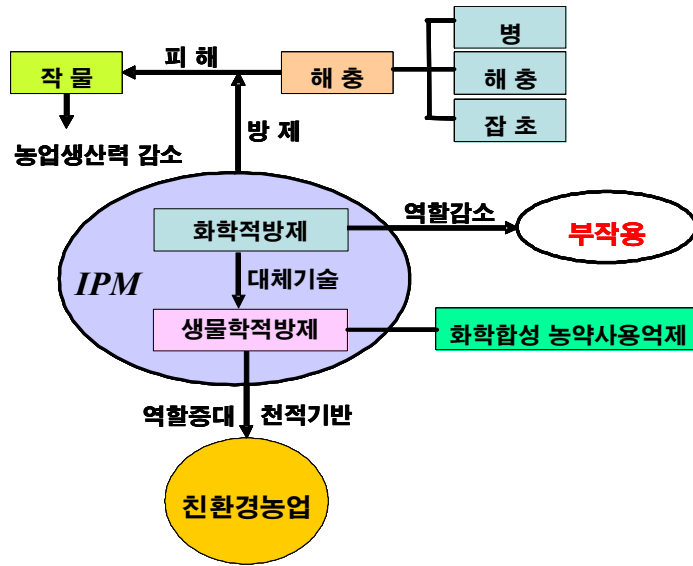 병
피 해
작 물
해 충
해 충
잡 초
방 제
농업생산력 감소
역할감소
화학적방제
부작용
IPM
대체기술
생물학적방제
화학합성 농약사용억제
역할증대 천적기반
친환경농업